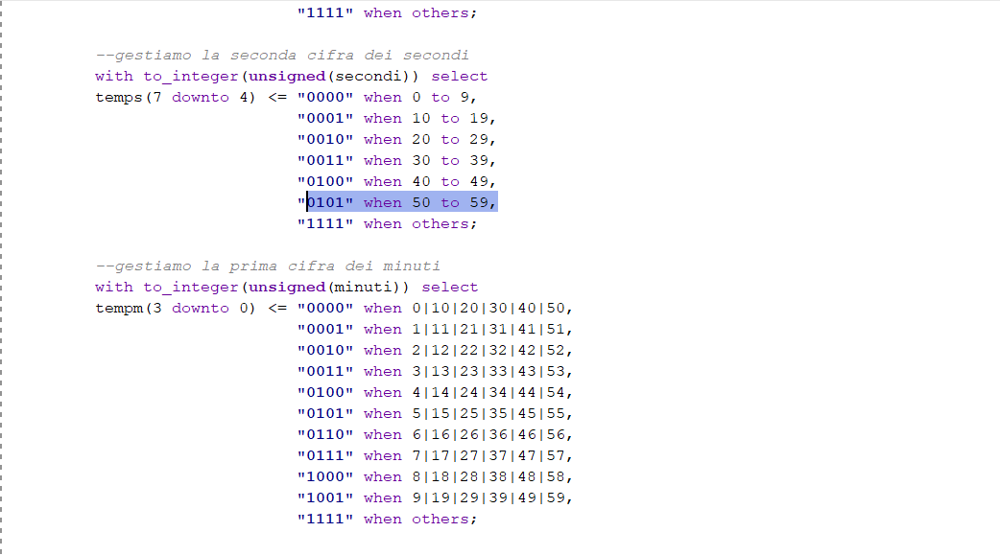 "1111" when others;
--gestiamo la seconda cifra dei secondi
with to_integer(unsigned(secondi)) select
temps(7 downto 4) <= "0000" when 0 to 9,
"0001" when 10 to 19,
"0010" when 20 to 29,
"0011" when 30 to 39,
"0100" when 40 to 49,
"0101" when 50 to 59,
"1111" when others;
--gestiamo la prima cifra dei minuti
with to_integer(unsigned(minuti)) select
tempm(3 downto 0) <= "0000" when 0|10|20|30|40|50,
"0001" when 1|11|21|31|41|51,
"0010" when 2|12|22|32|42|52,
"0011" when 3|13|23|33|43|53,
"0100" when 4|14|24|34|44|54,
"0101" when 5|15|25|35|45|55,
"0110" when 6|16|26|36|46|56,
"0111" when 7|17|27|37|47|57,
"1000" when 8|18|28|38|48|58,
"1001" when 9|19|29|39|49|59,
"1111" when others;